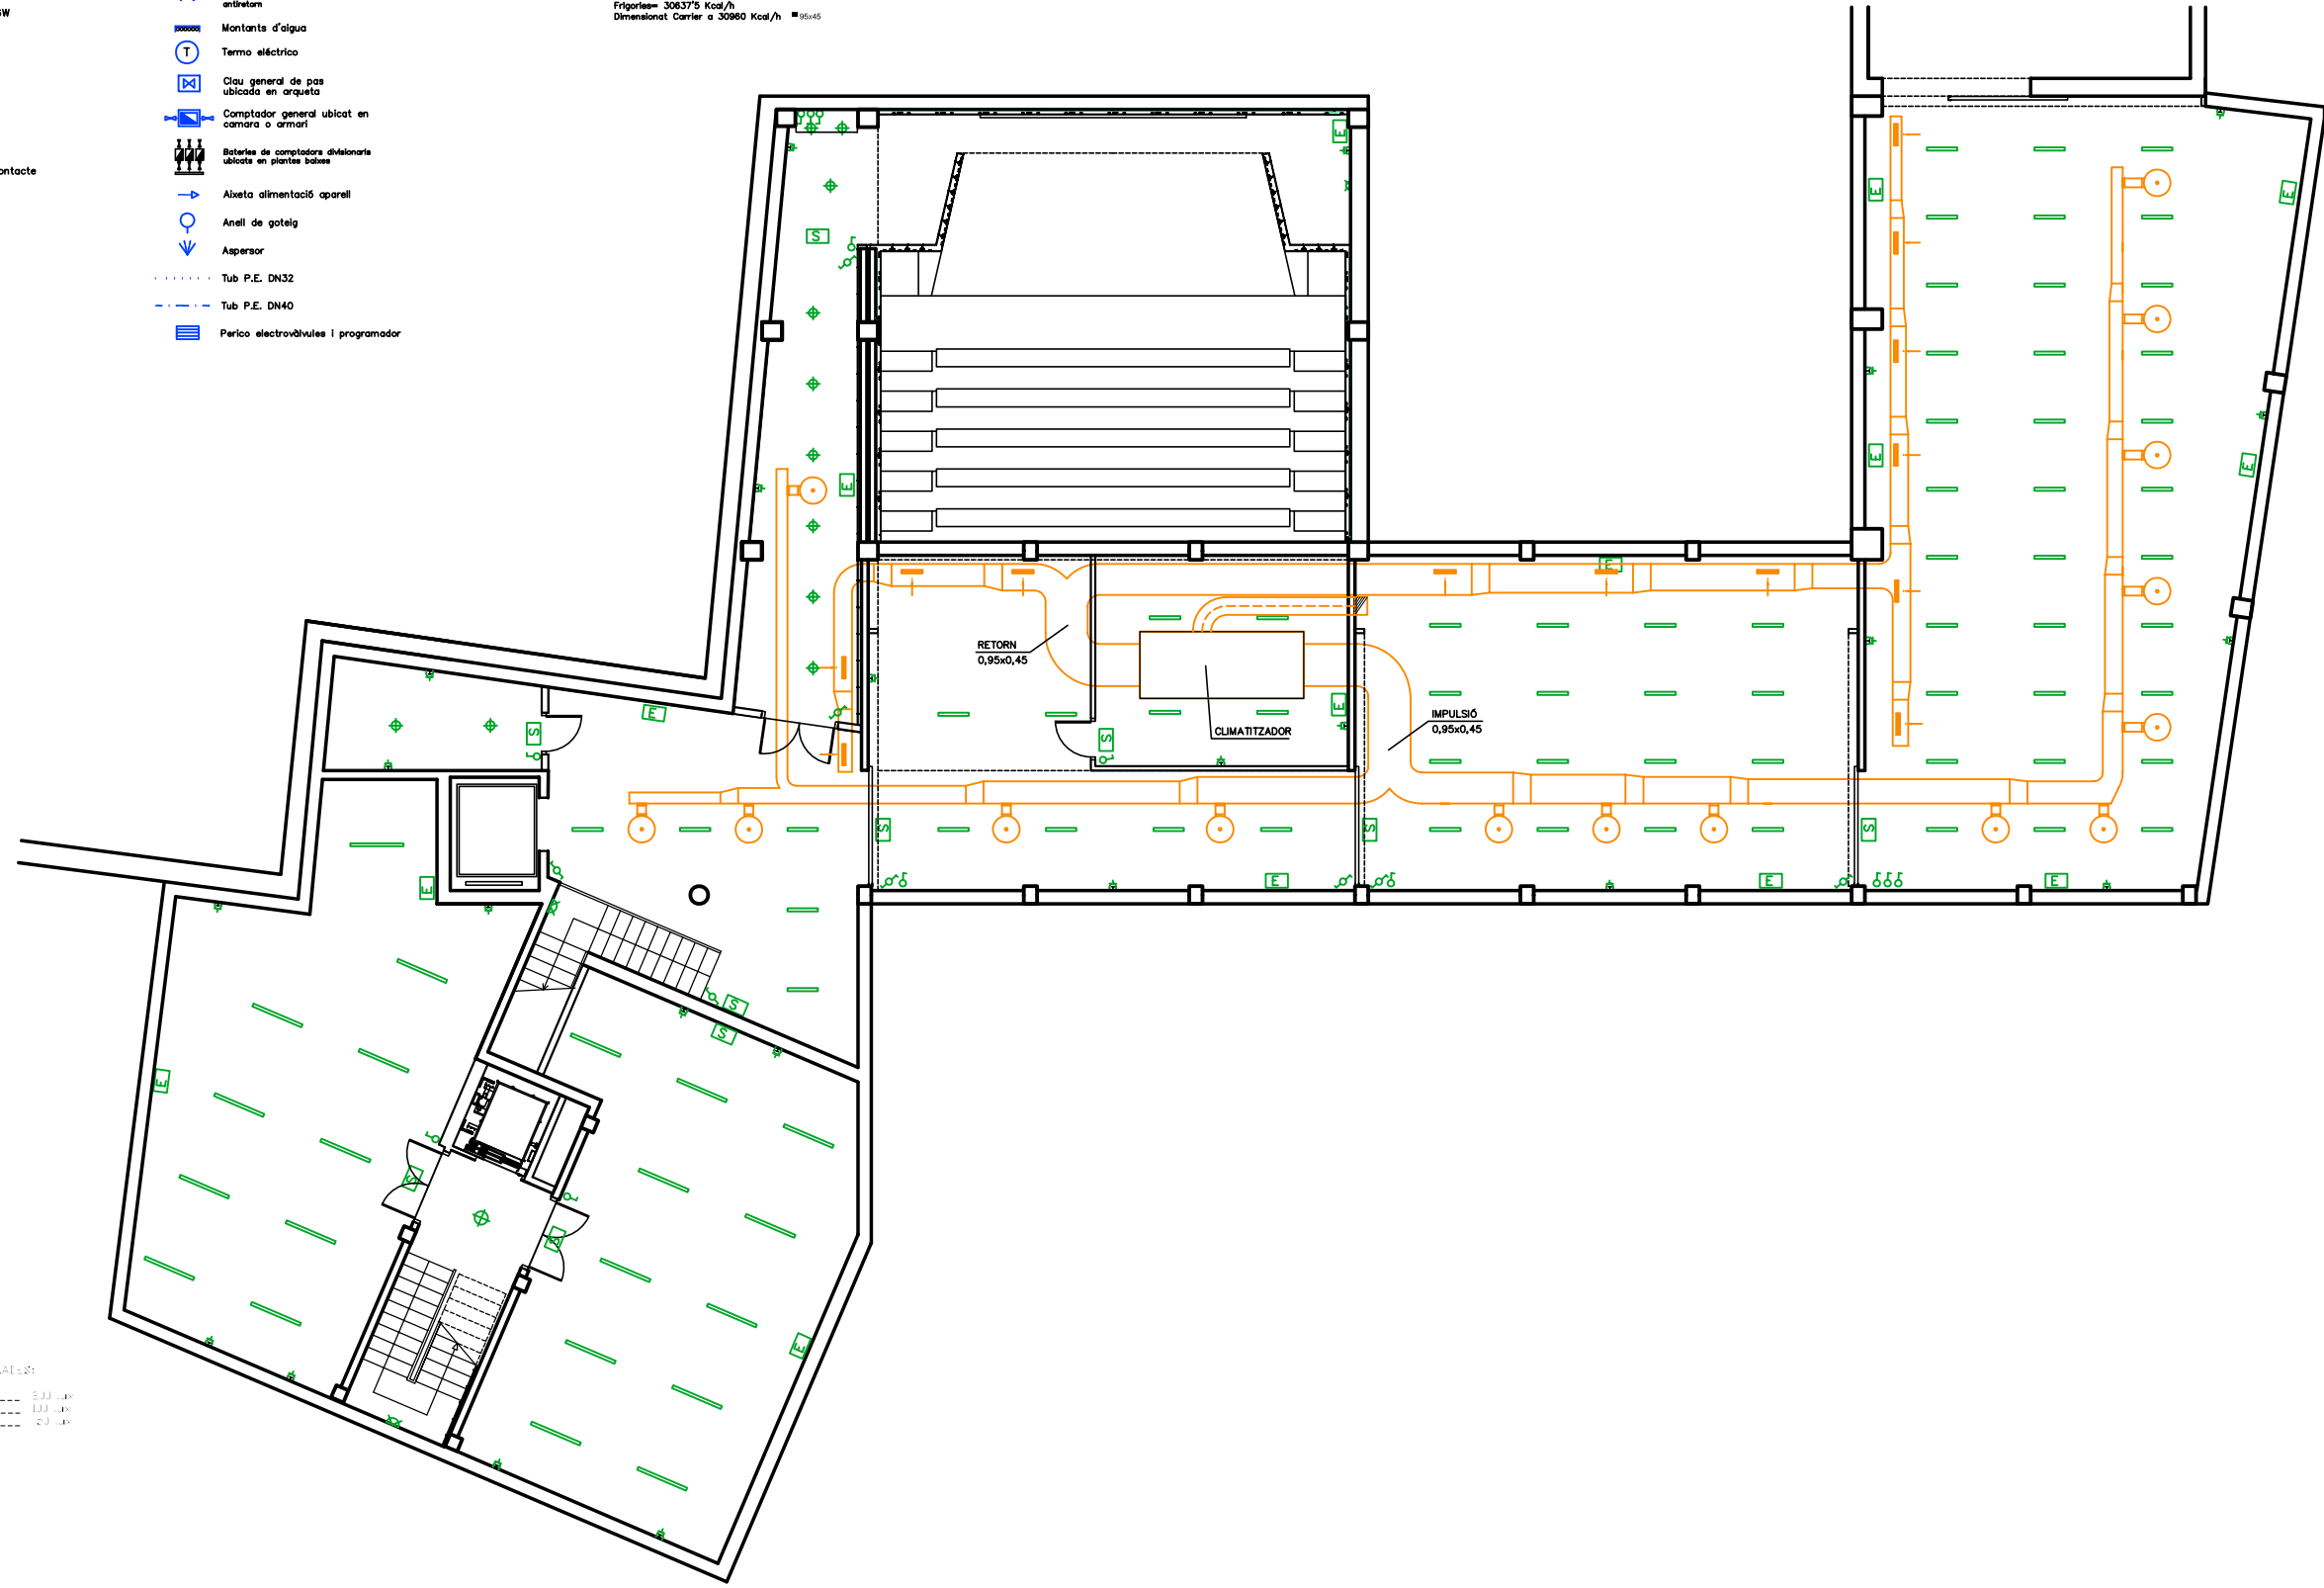 antiretorn
Montants d'aigua
T
Termo eléctrico
Clau general de pas
ubicada en arqueta
Comptador general ubicat en
camara o armari
Bateries de comptadors divisionaris
ubicats en plantes baixes
ontacte
Aixeta alimentació aparell
Anell de goteig
Aspersor
Tub P.E. DN32
Tub P.E. DN40
Perico electrovàlvules i programador
Frigories= 30637'5 Kcal/h
Dimensionat Carrier a 30960 Kcal/h
95x45
E
E
E
S
E
E
E
E
E
RETORN
0,95x0,45
E
E
S
S
CLIMATITZADOR
IMPULSIÓ
0,95x0,45
S
S
S
E
E
E
E
S
S
E
S
S
E